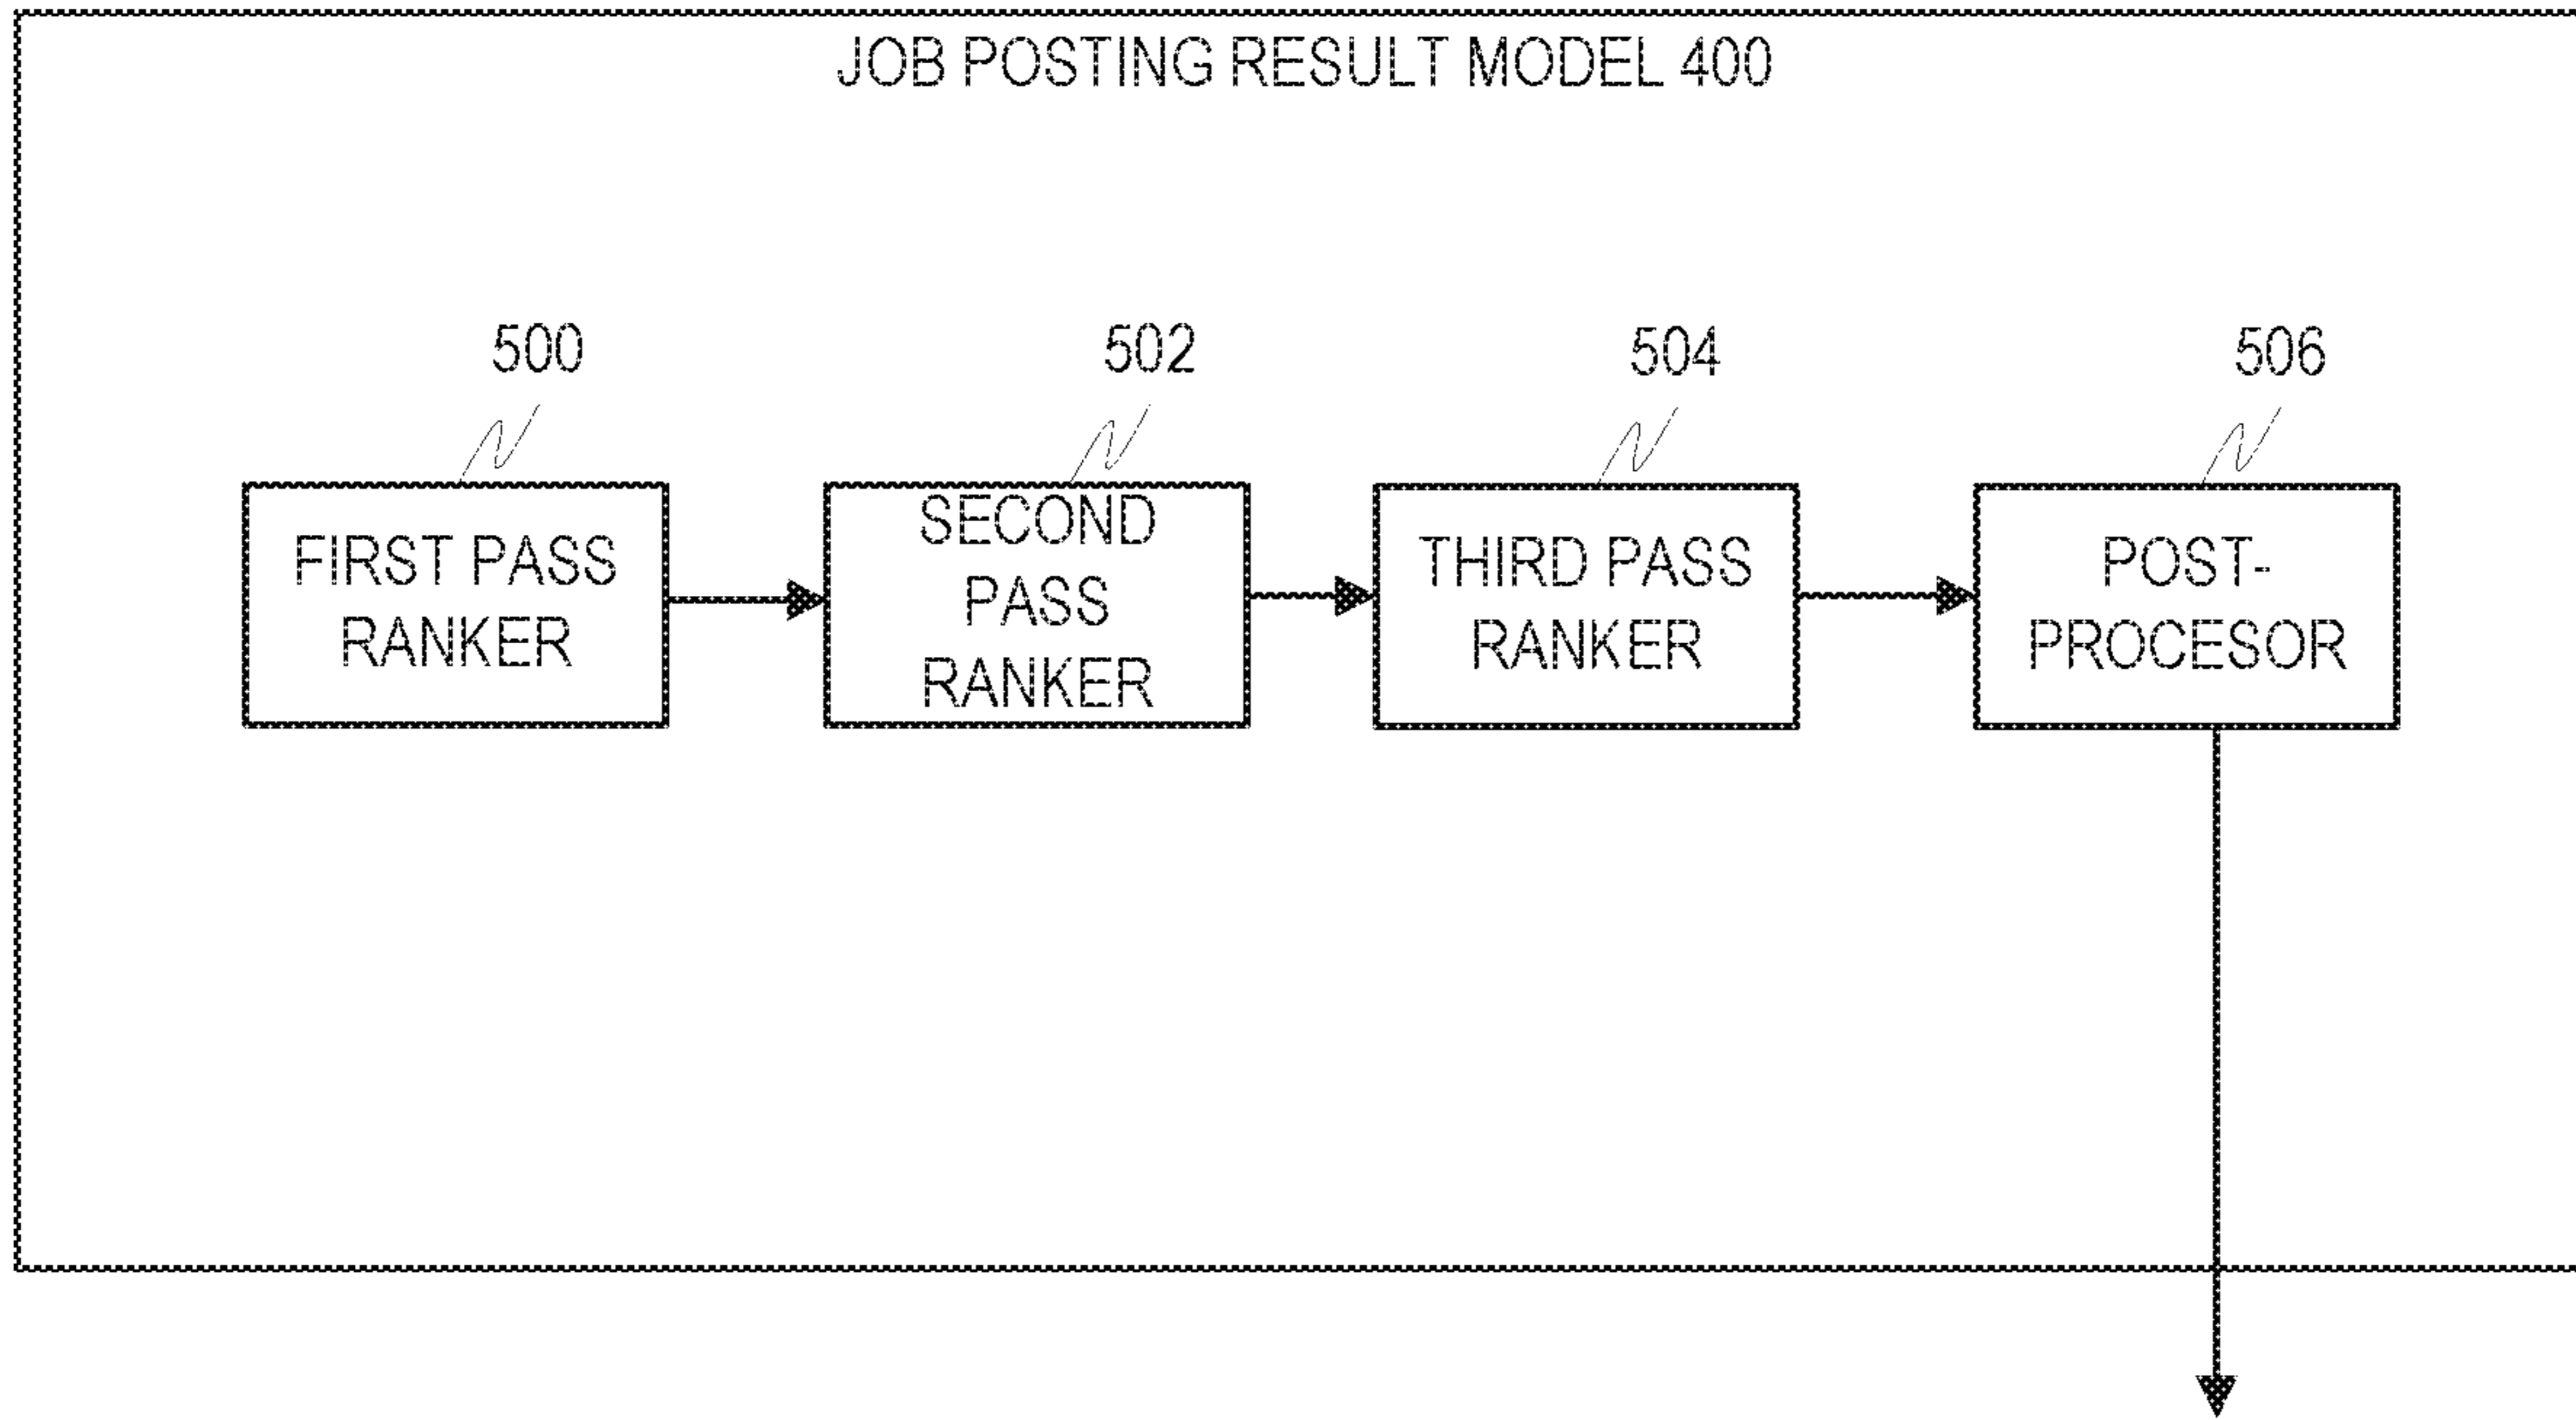 JOB POSTING RESULT MODEL 400
500
502
504
506
FIRST PASS
RANKER
SECOND
PASS
RANKER
THIRD PASS
RANKER
POST-
PROCESOR